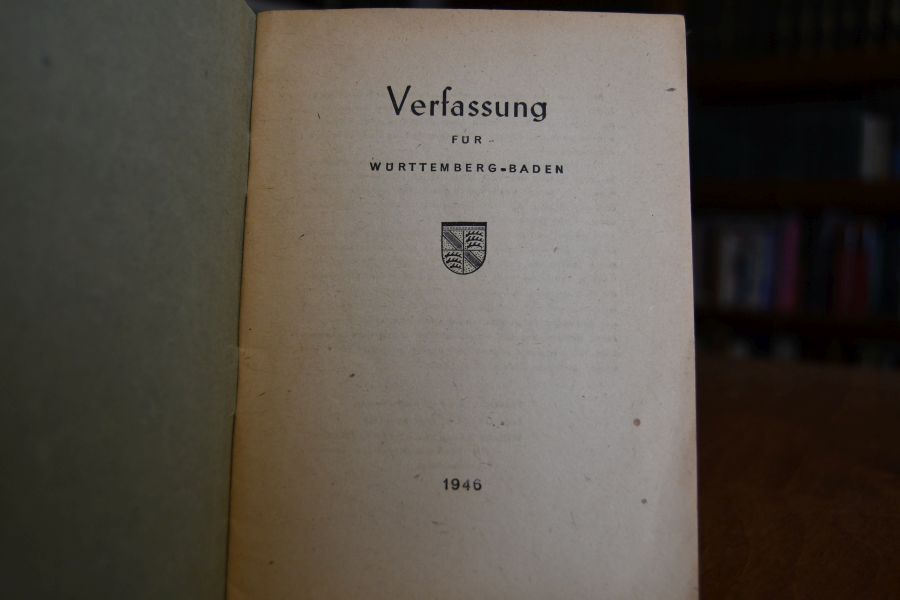 Verfassung
FÜR
WÜRTTEMBERG-BADEN
1946